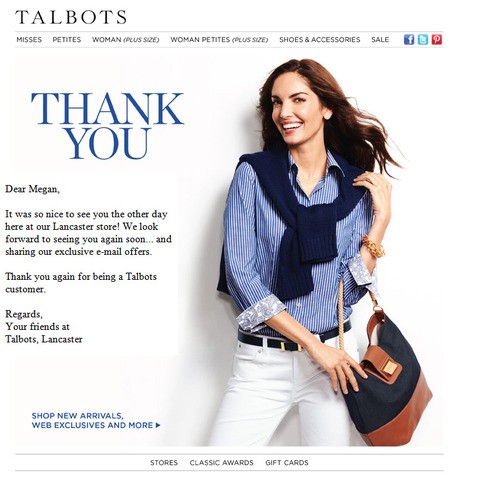 TALBOTS
MISSES PETITES WOMAN (PLUS SIZE) WOMAN PETITES (PLUS SIZE) SHOES & ACCESSORIES SALE
THANK
YOU
Dear Megan,
It was so nice to see you the other day
here at our Lancaster store! We look
forward to seeing you again soon... and
sharing our exclusive e-mail offers.
Thank you again for being a Talbots
customer.
Regards,
Your friends at
Talbots, Lancaster
SHOP NEW ARRIVALS,
WEB EXCLUSIVES AND MORE ▶
STORES CLASSIC AWARDS GIFT CARDS